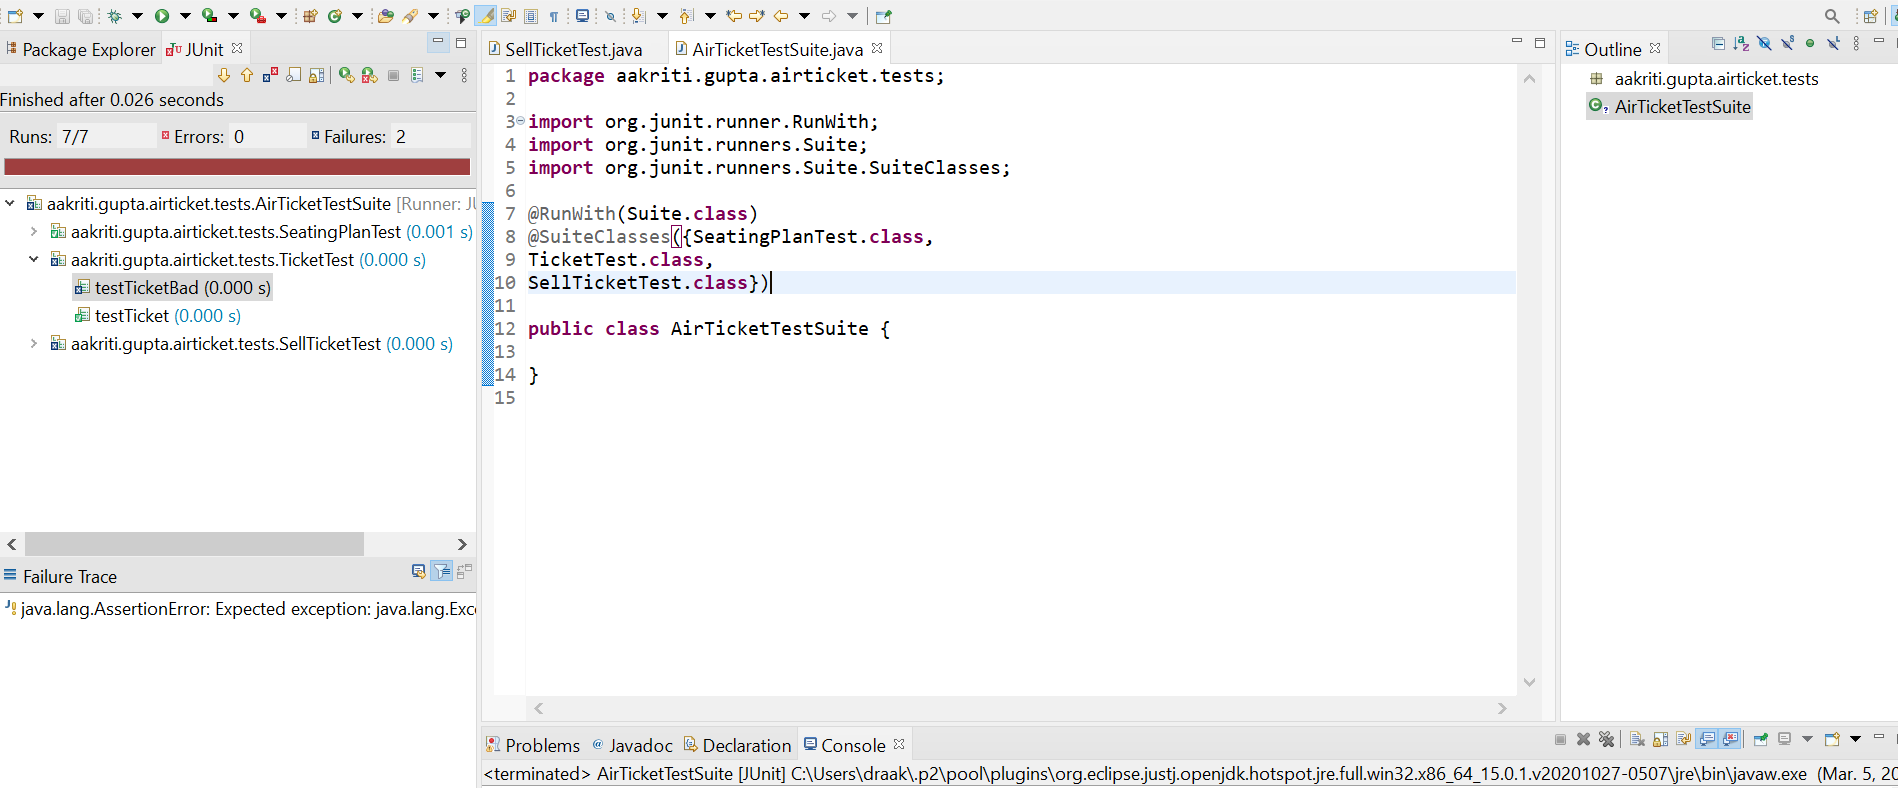 Package Explorer
JUnit
Finished after 0.026 seconds
Runs: 7/7 Errors: 0 Failures: 2
aakriti.gupta.airticket.tests.AirTicketTestSuite [Runner: JU
aakriti.gupta.airticket.tests.SeatingPlanTest (0.001 s)
aakriti.gupta.airticket.tests.TicketTest (0.000 s)
testTicketBad (0.000 s)
testTicket (0.000 s)
aakriti.gupta.airticket.tests.SellTicketTest (0.000 s)
Failure Trace
java.lang.AssertionError: Expected exception: java.lang.Exce
SellTicketTest.java
AirTicketTestSuite.java
1 package aakriti.gupta.airticket.tests;
2
3 import org.junit.runner.RunWith;
4 import org.junit.runners.Suite;
5 import org.junit.runners.Suite.SuiteClasses;
6
7 @RunWith(Suite.class)
8 @SuiteClasses({SeatingPlanTest.class,
9 TicketTest.class,
10 SellTicketTest.class})
11
12 public class AirTicketTestSuite {
13
14 }
15
Outline
aakriti.gupta.airticket.tests
AirTicketTestSuite
Problems @ Javadoc Declaration Console
<terminated> AirTicketTestSuite [JUnit] C:\Users\draak\.p2\pool\plugins\org.eclipse.justj.openjdk.hotspot.jre.full.win32.x86_64_15.0.1.v20201027-0507\jre\bin\javaw.exe (Mar. 5, 20